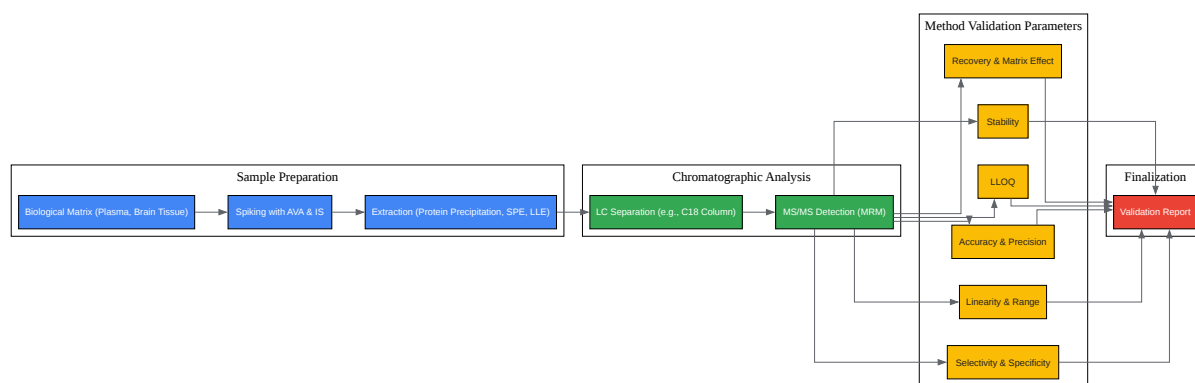 Sample Preparation
Biological Matrix (Plasma, Brain Tissue)
Spiking with AVA & IS
Extraction (Protein Precipitation, SPE, LLE)
Chromatographic Analysis
LC Separation (e.g., C18 Column)
MS/MS Detection (MRM)
Method Validation Parameters
Recovery & Matrix Effect
Stability
LLOQ
Accuracy & Precision
Linearity & Range
Selectivity & Specificity
Finalization
Validation Report